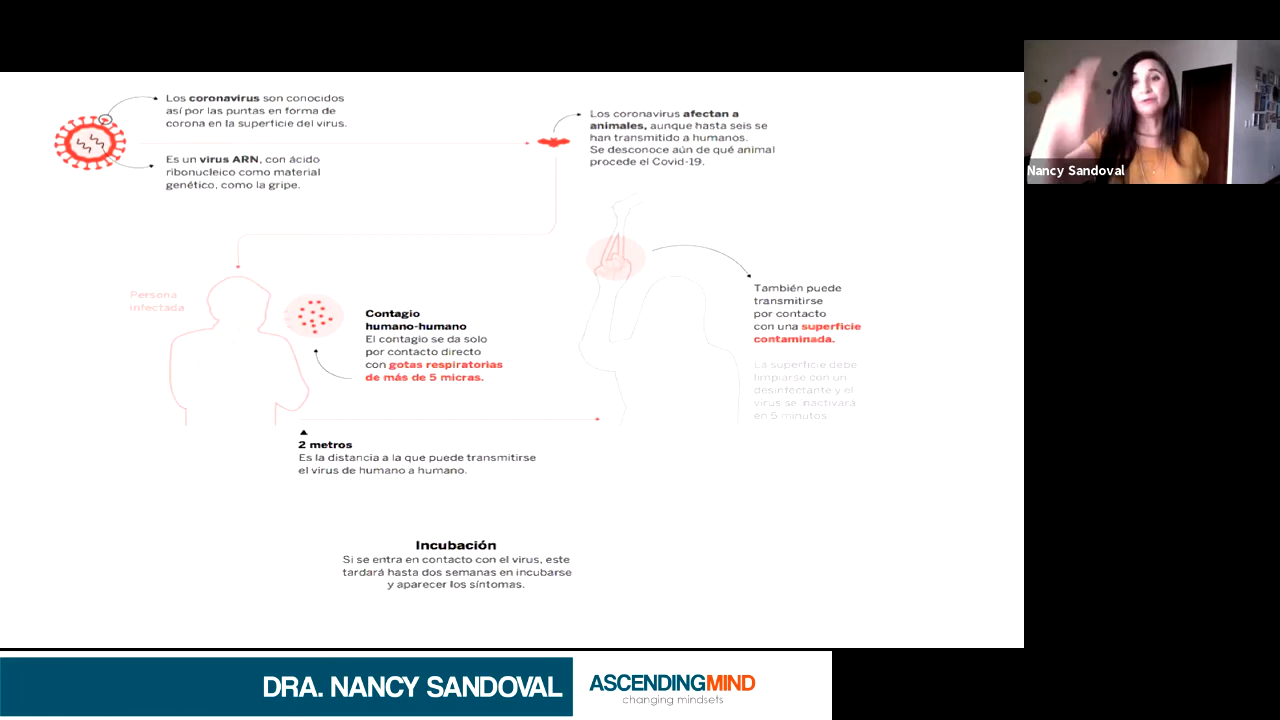 Los coronavirus son conocidos
así por las puntas en forma de
corona en la superficie del virus.
Es un virus ARN, con ácido
ribonucleico como material
genético, como la gripe.
Los coronavirus afectan a
animales, aunque hasta seis se
han transmitido a humanos.
Se desconoce aún de qué animal
procede el Covid-19.
Nancy Sandoval
Persona
infectada
Contagio
humano-humano
El contagio se da solo
por contacto directo
con gotas respiratorias
de más de 5 micras.
También puede
transmitirse
por contacto
con una superficie
contaminada.
La superficie debe
limpiarse con un
desinfectante y el
virus se inactivará
en 5 minutos.
2 metros
Es la distancia a la que puede transmitirse
el virus de humano a humano.
Incubación
Si se entra en contacto con el virus, este
tardará hasta dos semanas en incubarse
y aparecer los síntomas.
DRA. NANCY SANDOVAL
ASCENDINGMIND
changing mindsets